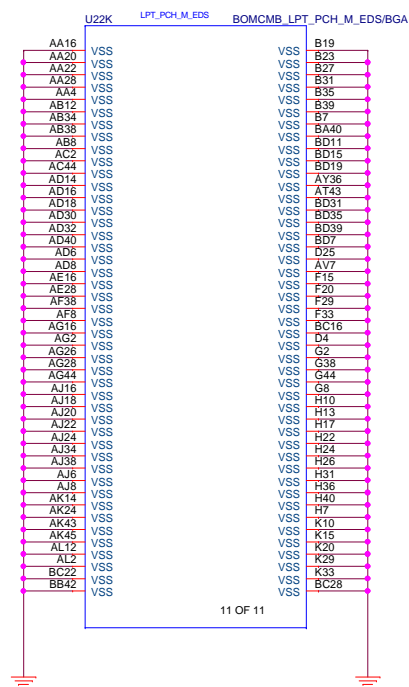 U22K LPT_PCH_M_EDS BOMCMB_LPT_PCH_M_EDS/BGA
AA16 VSS VSS B19
AA20 VSS VSS B23
AA22 VSS VSS B27
AA28 VSS VSS B31
AA4 VSS VSS B35
AB12 VSS VSS B39
AB34 VSS VSS B7
AB38 VSS VSS BA40
AB8 VSS VSS BD11
AC2 VSS VSS BD15
AC44 VSS VSS BD19
AD14 VSS VSS AY36
AD16 VSS VSS AT43
AD18 VSS VSS BD31
AD30 VSS VSS BD35
AD32 VSS VSS BD39
AD40 VSS VSS BD7
AD6 VSS VSS D25
AD8 VSS VSS AV7
AE16 VSS VSS F15
AE28 VSS VSS F20
AF38 VSS VSS F29
AF8 VSS VSS F33
AG16 VSS VSS BC16
AG2 VSS VSS D4
AG26 VSS VSS G2
AG28 VSS VSS G38
AG44 VSS VSS G44
AJ16 VSS VSS G8
AJ18 VSS VSS H10
AJ20 VSS VSS H13
AJ22 VSS VSS H17
AJ24 VSS VSS H22
AJ34 VSS VSS H24
AJ38 VSS VSS H26
AJ6 VSS VSS H31
AJ8 VSS VSS H36
AK14 VSS VSS H40
AK24 VSS VSS H7
AK43 VSS VSS K10
AK45 VSS VSS K15
AL12 VSS VSS K20
AL2 VSS VSS K29
BC22 VSS VSS K33
BB42 VSS VSS BC28
11 OF 11